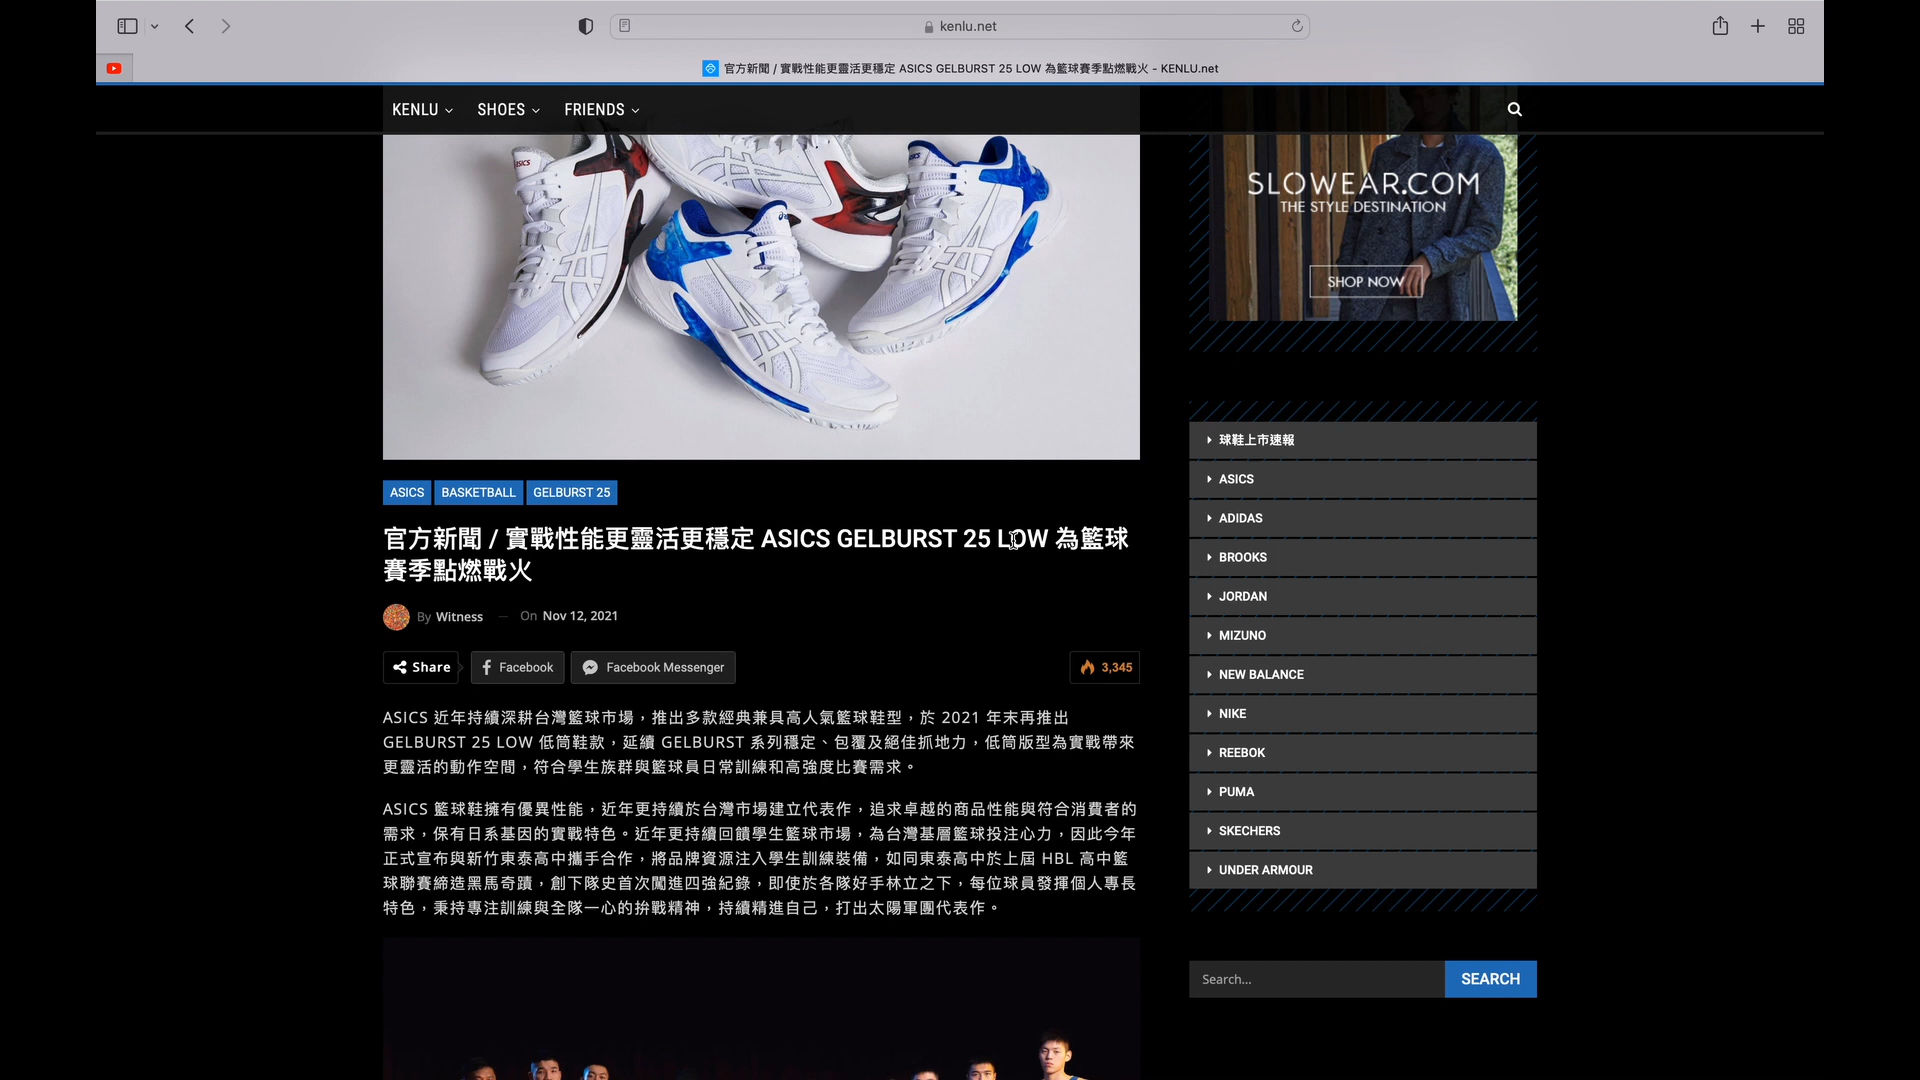 kenlu.net
官方新聞 / 實戰性能更靈活更穩定 ASICS GELBURST 25 LOW 為籃球賽季點燃戰火 - KENLU.net
KENLU
SHOES
FRIENDS
ASICS
ASICS
SLOWEAR.COM
THE STYLE DESTINATION
SHOP NOW
ASICS
BASKETBALL
GELBURST 25
官方新聞 / 實戰性能更靈活更穩定 ASICS GELBURST 25 LOW 為籃球
賽季點燃戰火
By Witness — On Nov 12, 2021
Share
Facebook
Facebook Messenger
3,345
ASICS 近年持續深耕台灣籃球市場，推出多款經典兼具高人氣籃球鞋型，於 2021 年末再推出
GELBURST 25 LOW 低筒鞋款，延續 GELBURST 系列穩定、包覆及絕佳抓地力，低筒版型為實戰帶來
更靈活的動作空間，符合學生族群與籃球員日常訓練和高強度比賽需求。
ASICS 籃球鞋擁有優異性能，近年更持續於台灣市場建立代表作，追求卓越的商品性能與符合消費者的
需求，保有日系基因的實戰特色。近年更持續回饋學生籃球市場，為台灣基層籃球投注心力，因此今年
正式宣布與新竹東泰高中攜手合作，將品牌資源注入學生訓練裝備，如同東泰高中於上屆 HBL 高中籃
球聯賽締造黑馬奇蹟，創下隊史首次闖進四強紀錄，即使於各隊好手林立之下，每位球員發揮個人專長
特色，秉持專注訓練與全隊一心的拚戰精神，持續精進自己，打出太陽軍團代表作。
球鞋上市速報
ASICS
ADIDAS
BROOKS
JORDAN
MIZUNO
NEW BALANCE
NIKE
REEBOK
PUMA
SKECHERS
UNDER ARMOUR
Search...
SEARCH